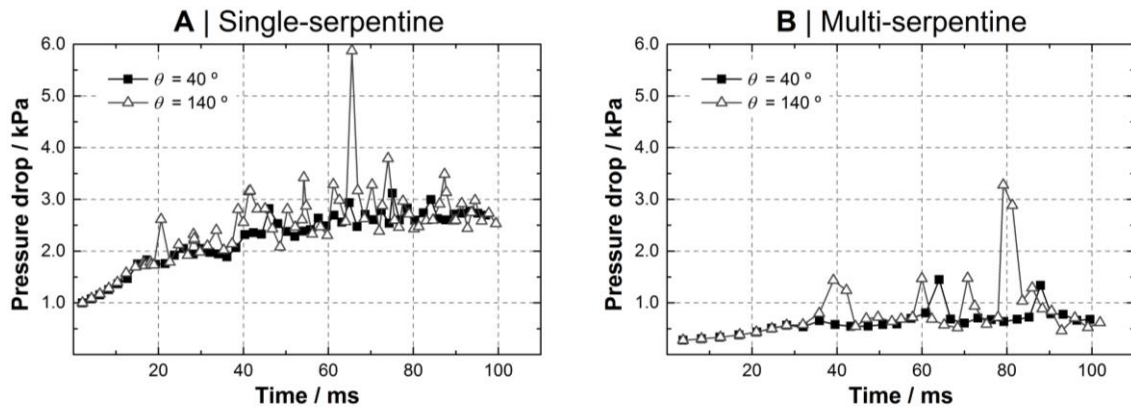 A | Single-serpentine
6.0
5.0
4.0
3.0
2.0
1.0
Pressure drop / kPa
θ = 40 º
θ = 140 º
20
40
60
80
100
Time / ms
B | Multi-serpentine
6.0
5.0
4.0
3.0
2.0
1.0
Pressure drop / kPa
θ = 40 º
θ = 140 º
20
40
60
80
100
Time / ms